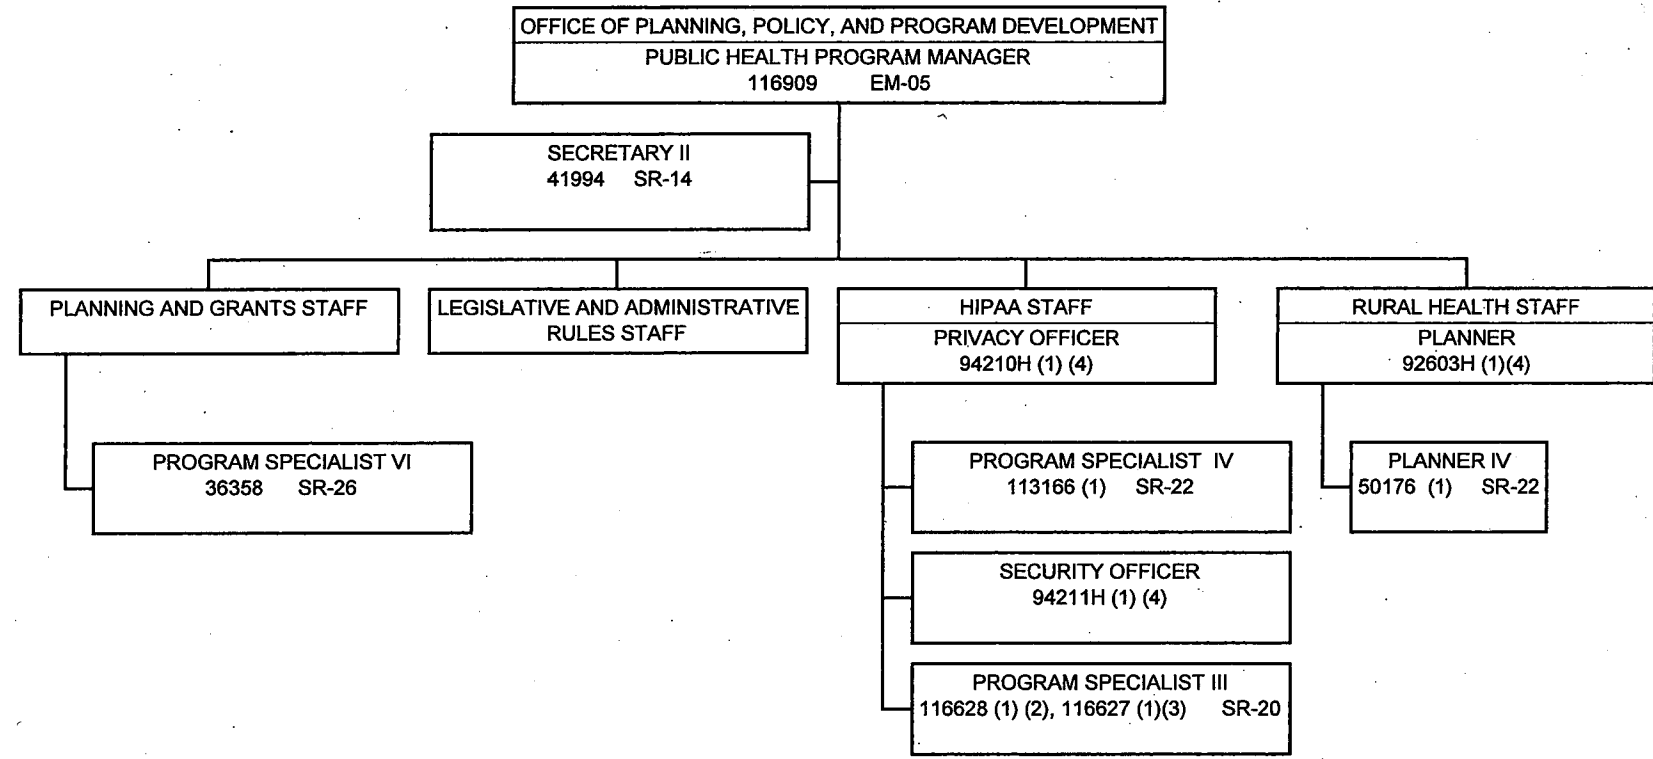 OFFICE OF PLANNING, POLICY, AND PROGRAM DEVELOPMENT
PUBLIC HEALTH PROGRAM MANAGER
116909 EM-05
SECRETARY II
41994 SR-14
PLANNING AND GRANTS STAFF
LEGISLATIVE AND ADMINISTRATIVE
RULES STAFF
HIPAA STAFF
PRIVACY OFFICER
94210H (1) (4)
RURAL HEALTH STAFF
PLANNER
92603H (1)(4)
PROGRAM SPECIALIST VI
36358 SR-26
PROGRAM SPECIALIST IV
113166 (1) SR-22
SECURITY OFFICER
94211H (1) (4)
PROGRAM SPECIALIST III
116628 (1) (2), 116627 (1)(3) SR-20
PLANNER IV
50176 (1) SR-22